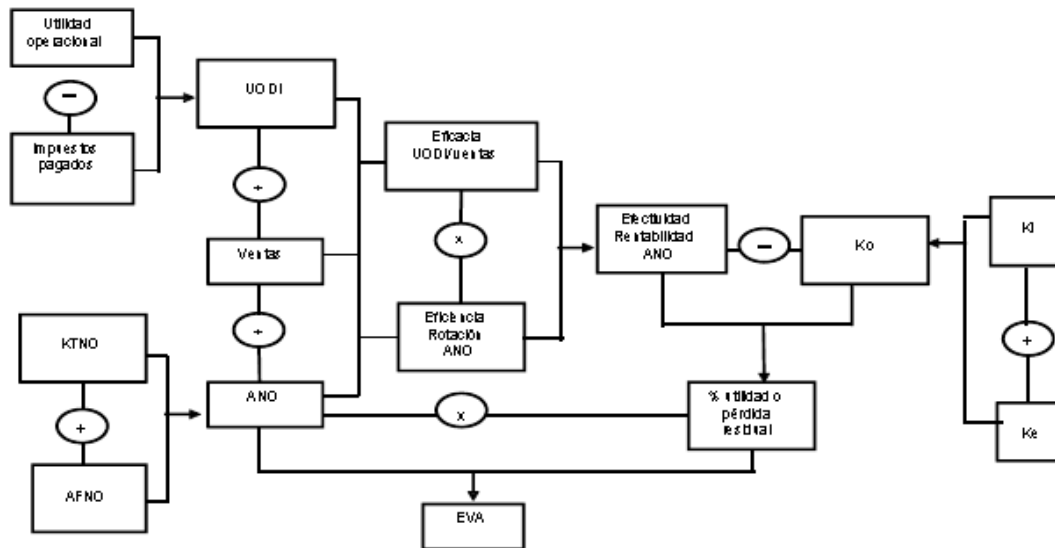 Utilidad
operacional
−
Impuestos
pagados
UODI
+
Ventas
+
ANO
KTNO
+
AFNO
Eficacia
UODI/ventas
x
Eficiencia
Rotación
ANO
Efectividad
Rentabilidad
ANO
−
Ko
Ki
+
Ke
x
% utilidad o
pérdida
residual
EVA